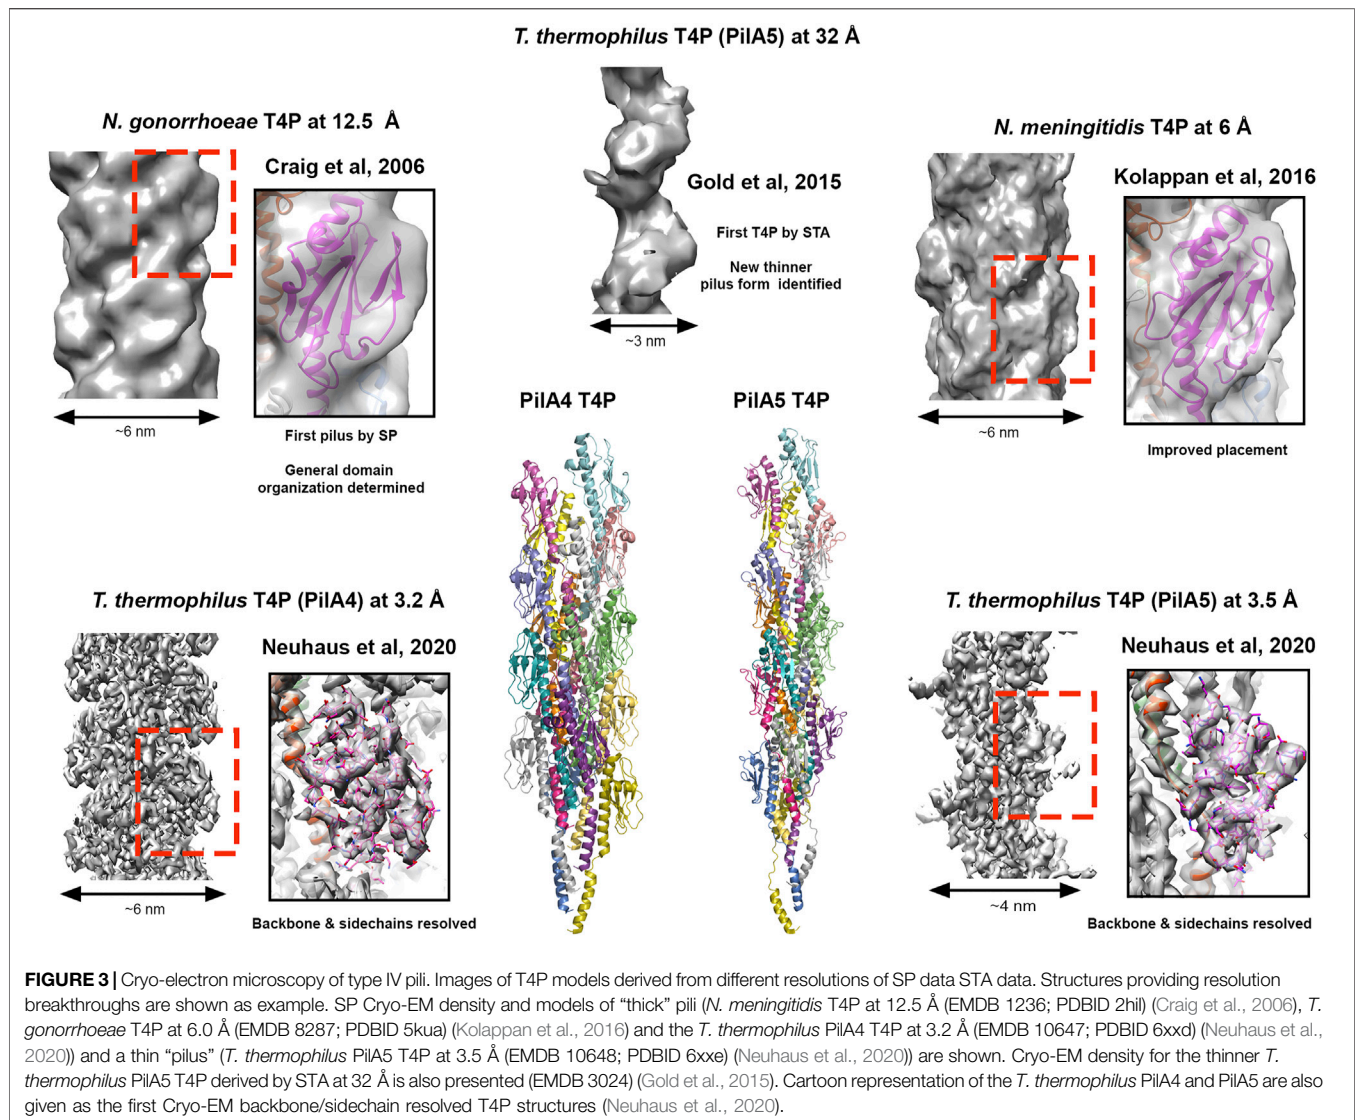 T. thermophilus T4P (PilA5) at 32 Å
N. gonorrhoeae T4P at 12.5 Å
Craig et al, 2006
~6 nm
First pilus by SP
General domain
organization determined
Gold et al, 2015
First T4P by STA
New thinner
pilus form identified
~3 nm
N. meningitidis T4P at 6 Å
Kolappan et al, 2016
~6 nm
Improved placement
PilA4 T4P
PilA5 T4P
T. thermophilus T4P (PilA4) at 3.2 Å
Neuhaus et al, 2020
~6 nm
Backbone & sidechains resolved
T. thermophilus T4P (PilA5) at 3.5 Å
Neuhaus et al, 2020
~4 nm
Backbone & sidechains resolved
FIGURE 3 | Cryo-electron microscopy of type IV pili. Images of T4P models derived from different resolutions of SP data STA data. Structures providing resolution
breakthroughs are shown as example. SP Cryo-EM density and models of “thick” pili (N. meningitidis T4P at 12.5 Å (EMDB 1236; PDBID 2hil) (Craig et al., 2006), T.
gonorrhoeae T4P at 6.0 Å (EMDB 8287; PDBID 5kua) (Kolappan et al., 2016) and the T. thermophilus PilA4 T4P at 3.2 Å (EMDB 10647; PDBID 6xxd) (Neuhaus et al.,
2020)) and a thin “pilus” (T. thermophilus PilA5 T4P at 3.5 Å (EMDB 10648; PDBID 6xxe) (Neuhaus et al., 2020)) are shown. Cryo-EM density for the thinner T.
thermophilus PilA5 T4P derived by STA at 32 Å is also presented (EMDB 3024) (Gold et al., 2015). Cartoon representation of the T. thermophilus PilA4 and PilA5 are also
given as the first Cryo-EM backbone/sidechain resolved T4P structures (Neuhaus et al., 2020).